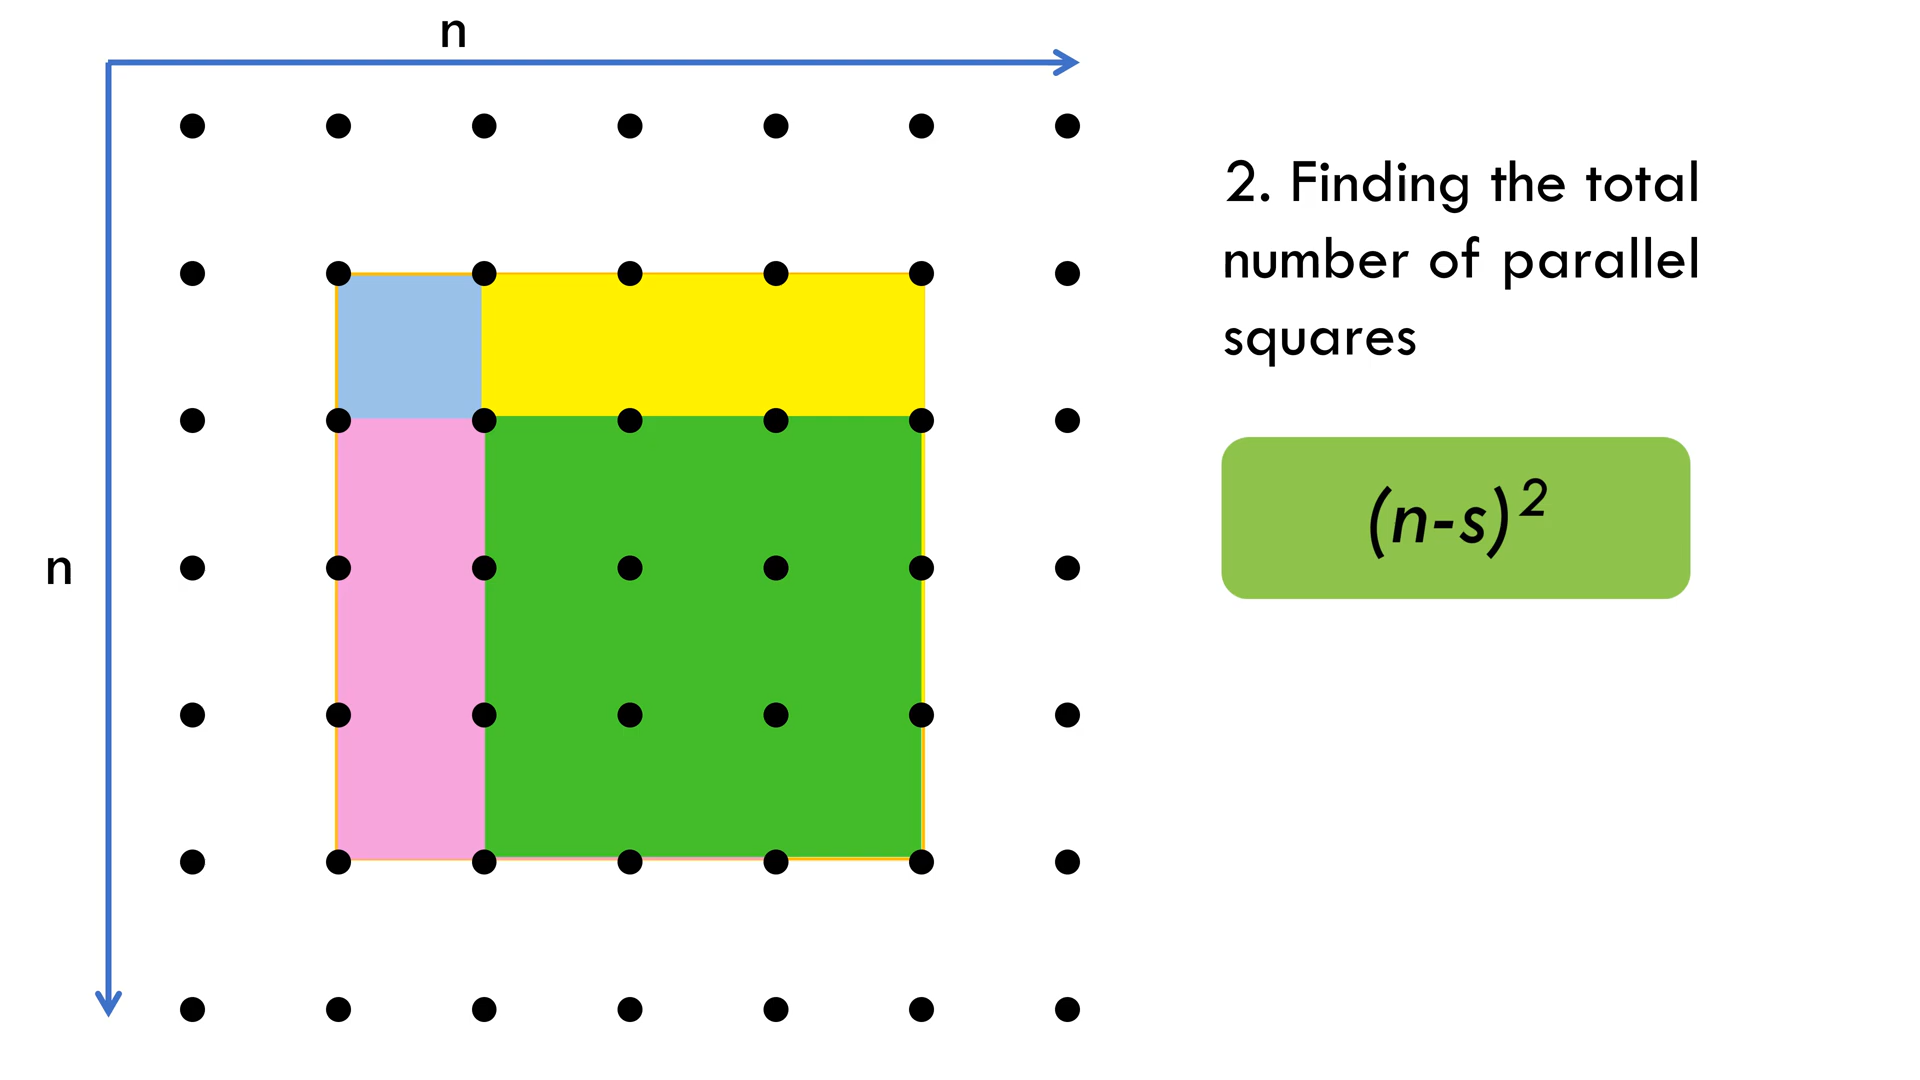 n
n
2. Finding the total
number of parallel
squares
(n-s)²